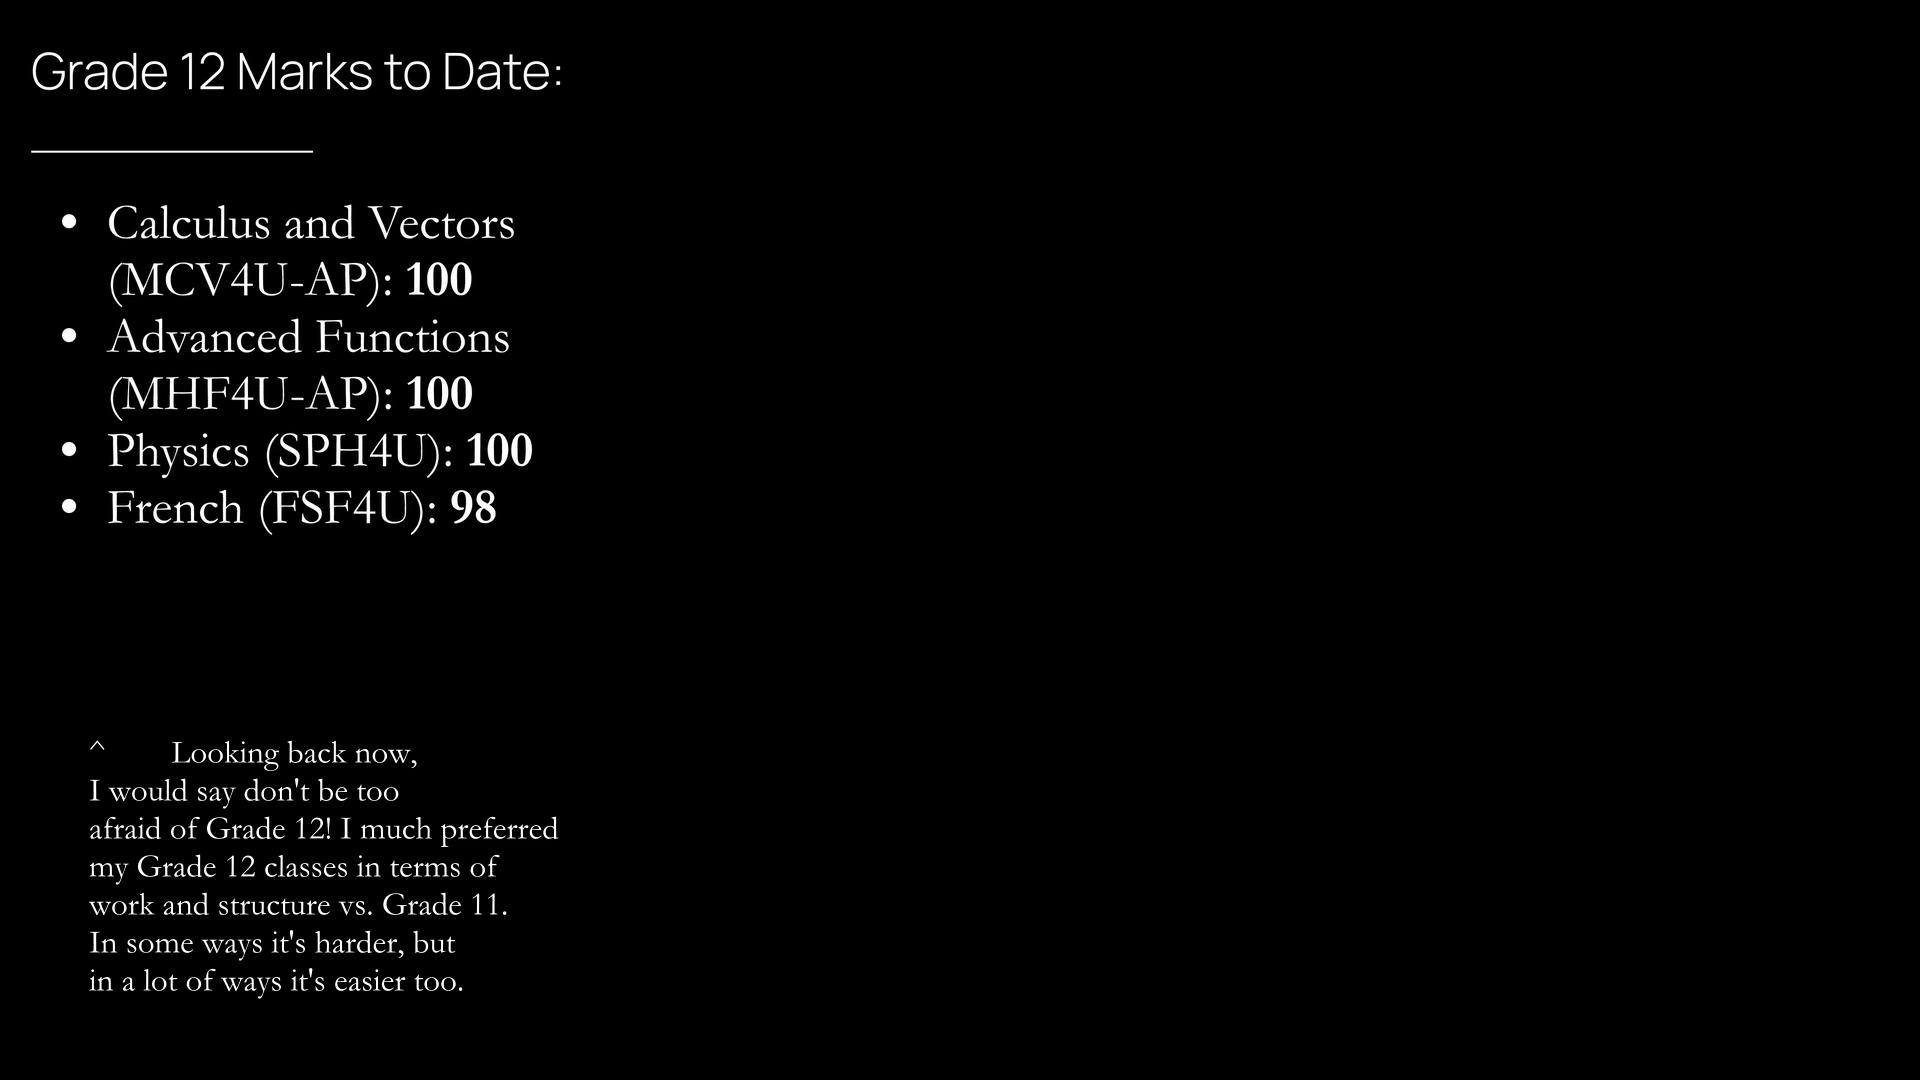 Grade 12 Marks to Date:
• Calculus and Vectors
(MCV4U-AP): 100
• Advanced Functions
(MHF4U-AP): 100
• Physics (SPH4U): 100
• French (FSF4U): 98
^ Looking back now,
I would say don't be too
afraid of Grade 12! I much preferred
my Grade 12 classes in terms of
work and structure vs. Grade 11.
In some ways it's harder, but
in a lot of ways it's easier too.